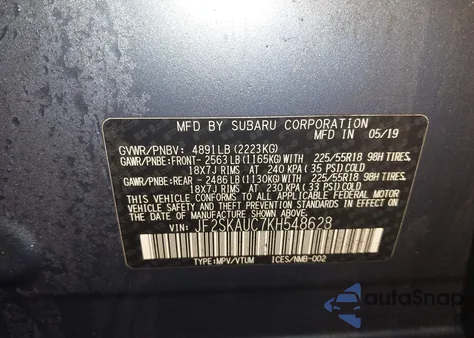 MFD BY SUBARU CORPORATION
IN 05/19
GVWR/PNBV: 4891LB (2223KG)
GAWR/PNBE:FRONT- 2563LB (1165KG)WITH 225/55R18 98H TIRES
18X7J RIMS AT 240 KPA( 35 PSI)COLD
GAWR/PNBE:REAR - 2486LB (1130KG)WITH 225/55R18 98H TIRES
18X7J RIMS AT 230 KPA( 33 PSI)COLD
THIS VEHICLE CONFORMS TO ALL APPLICABLE FEDERAL MOTOR
VEHICLE SAFETY, BUMPER, AND THEFT PREVENTION STANDARDS
IN EFFECT ON THE DATE OF MANUFACTURE SHOWN ABOVE.
VIN: JF2SKAUC7KH548628
TYPE:MPV/VTUM ICES/NMB-002
autoSnap